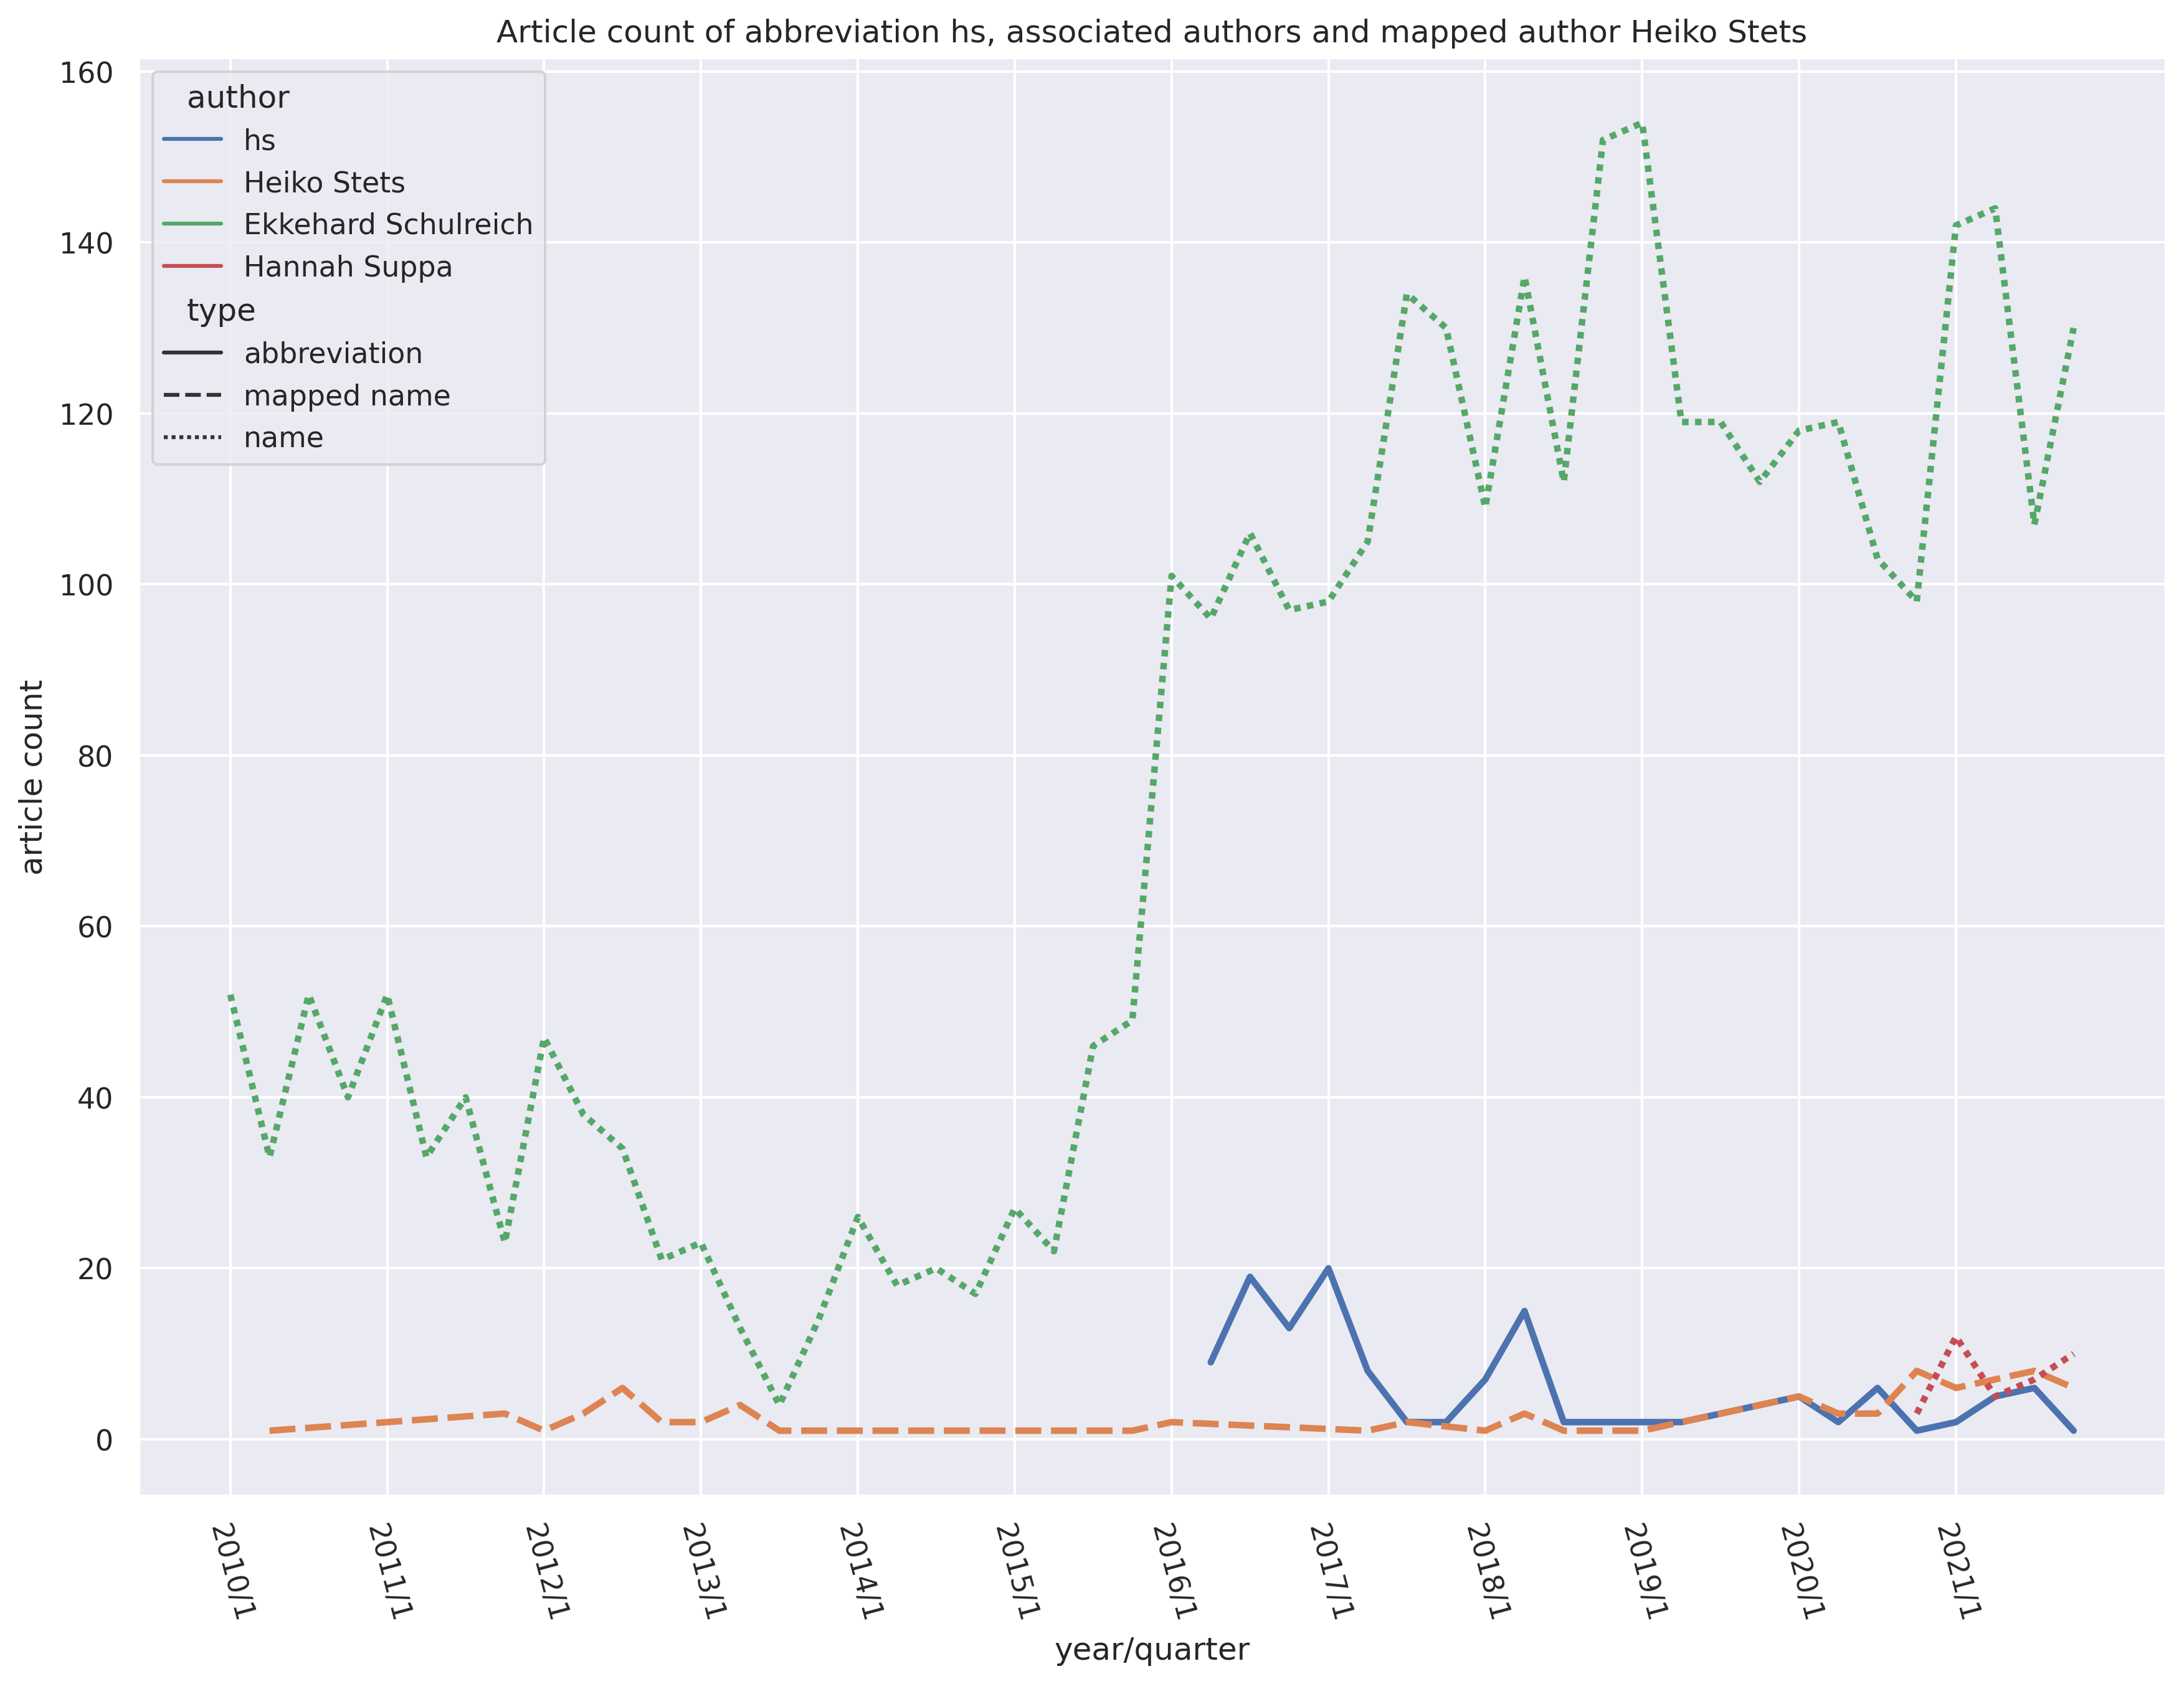 Article count of abbreviation hs, associated authors and mapped author Heiko Stets
160
140
120
100
80
60
40
20
0
article count
author
hs
Heiko Stets
Ekkehard Schulreich
Hannah Suppa
type
abbreviation
mapped name
name
2010/1
2011/1
2012/1
2013/1
2014/1
2015/1
2016/1
2017/1
2018/1
2019/1
2020/1
2021/1
year/quarter